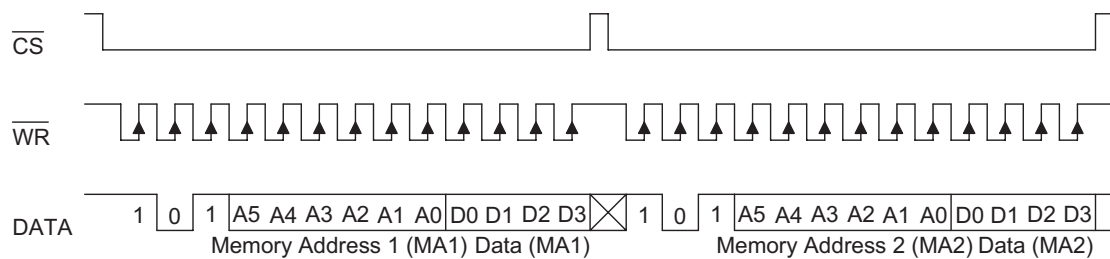 CS
WR
DATA 1 0 1 A5 A4 A3 A2 A1 A0 D0 D1 D2 D3 1 0 1 A5 A4 A3 A2 A1 A0 D0 D1 D2 D3
Memory Address 1 (MA1) Data (MA1) Memory Address 2 (MA2) Data (MA2)